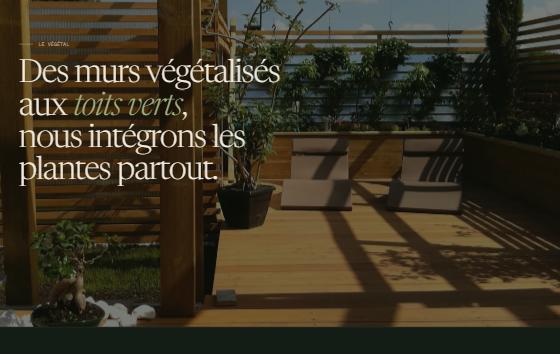 LE VÉGÉTAL
Des murs végétalisés
aux toits verts,
nous intégrons les
plantes partout.